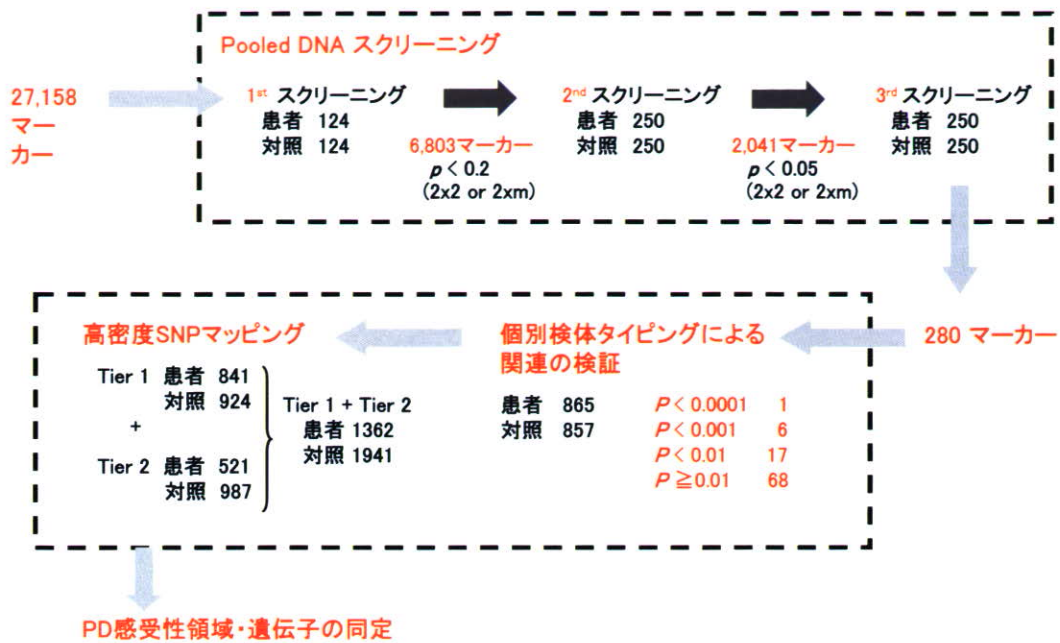 Pooled DNA スクリーニング
27,158
マー
カー
1st スクリーニング
患者 124
対照 124
6,803マーカー
p < 0.2
(2x2 or 2xm)
2nd スクリーニング
患者 250
対照 250
2,041マーカー
p < 0.05
(2x2 or 2xm)
3rd スクリーニング
患者 250
対照 250
280 マーカー
個別検体タイピングによる
関連の検証
患者 865
対照 857
P < 0.0001 1
P < 0.001 6
P < 0.01 17
P ≧0.01 68
高密度SNPマッピング
Tier 1 患者 841
対照 924
+
Tier 2 患者 521
対照 987
Tier 1 + Tier 2
患者 1362
対照 1941
PD感受性領域・遺伝子の同定